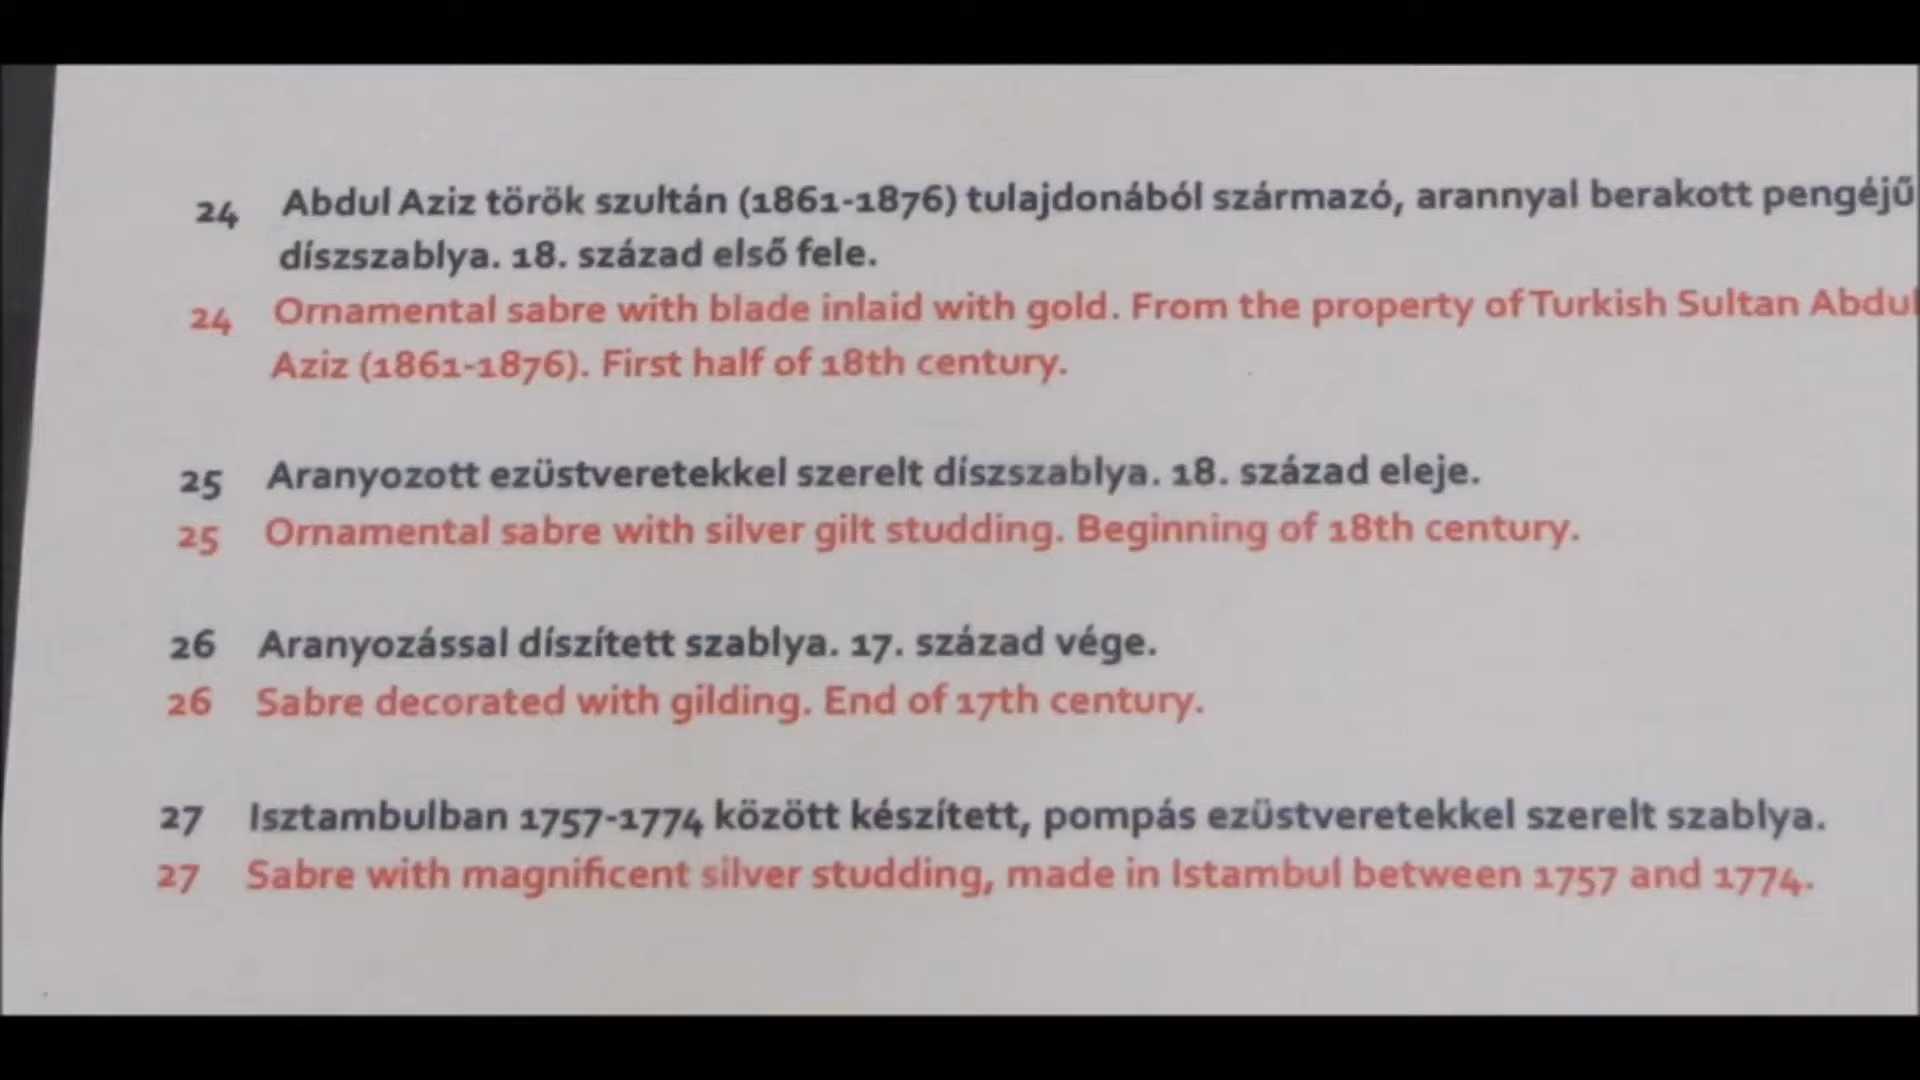 24 Abdul Aziz török szultán (1861-1876) tulajdonából származó, arannyal berakott pengéjű
díszszablya. 18. század első fele.
24 Ornamental sabre with blade inlaid with gold. From the property of Turkish Sultan Abdul
Aziz (1861-1876). First half of 18th century.
25 Aranyozott ezüstveretekkel szerelt díszszablya. 18. század eleje.
25 Ornamental sabre with silver gilt studding. Beginning of 18th century.
26 Aranyozással díszített szablya. 17. század vége.
26 Sabre decorated with gilding. End of 17th century.
27 Isztambulban 1757-1774 között készített, pompás ezüstveretekkel szerelt szablya.
27 Sabre with magnificent silver studding, made in Istambul between 1757 and 1774.